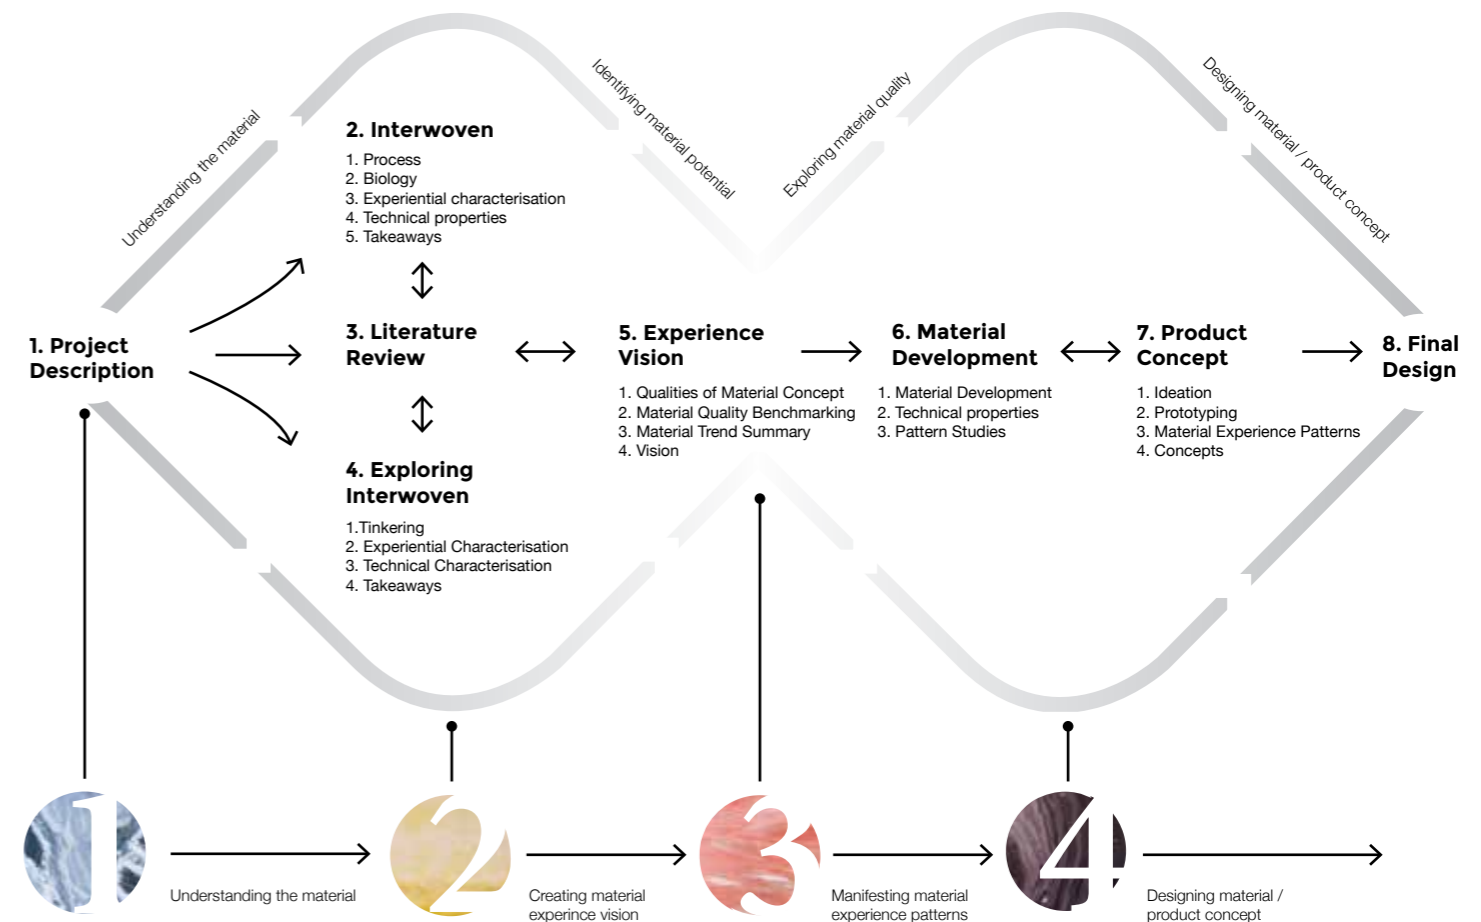 Understanding the material
Identifying material potential
Exploring material quality
Designing material / product concept
1. Project
Description
2. Interwoven
1. Process
2. Biology
3. Experiential characterisation
4. Technical properties
5. Takeaways
3. Literature
Review
4. Exploring
Interwoven
1.Tinkering
2. Experiential Characterisation
3. Technical Characterisation
4. Takeaways
5. Experience
Vision
1. Qualities of Material Concept
2. Material Quality Benchmarking
3. Material Trend Summary
4. Vision
6. Material
Development
1. Material Development
2. Technical properties
3. Pattern Studies
7. Product
Concept
1. Ideation
2. Prototyping
3. Material Experience Patterns
4. Concepts
8. Final
Design
1
Understanding the material
2
Creating material
experince vision
3
Manifesting material
experience patterns
4
Designing material /
product concept